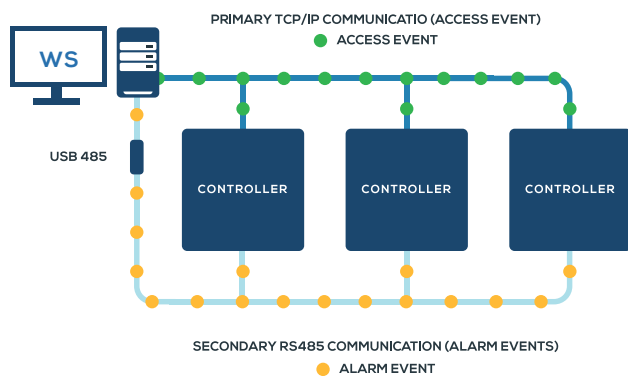 PRIMARY TCP/IP COMMUNICATIO (ACCESS EVENT)
ACCESS EVENT
WS
USB 485
CONTROLLER
CONTROLLER
CONTROLLER
SECONDARY RS485 COMMUNICATION (ALARM EVENTS)
ALARM EVENT